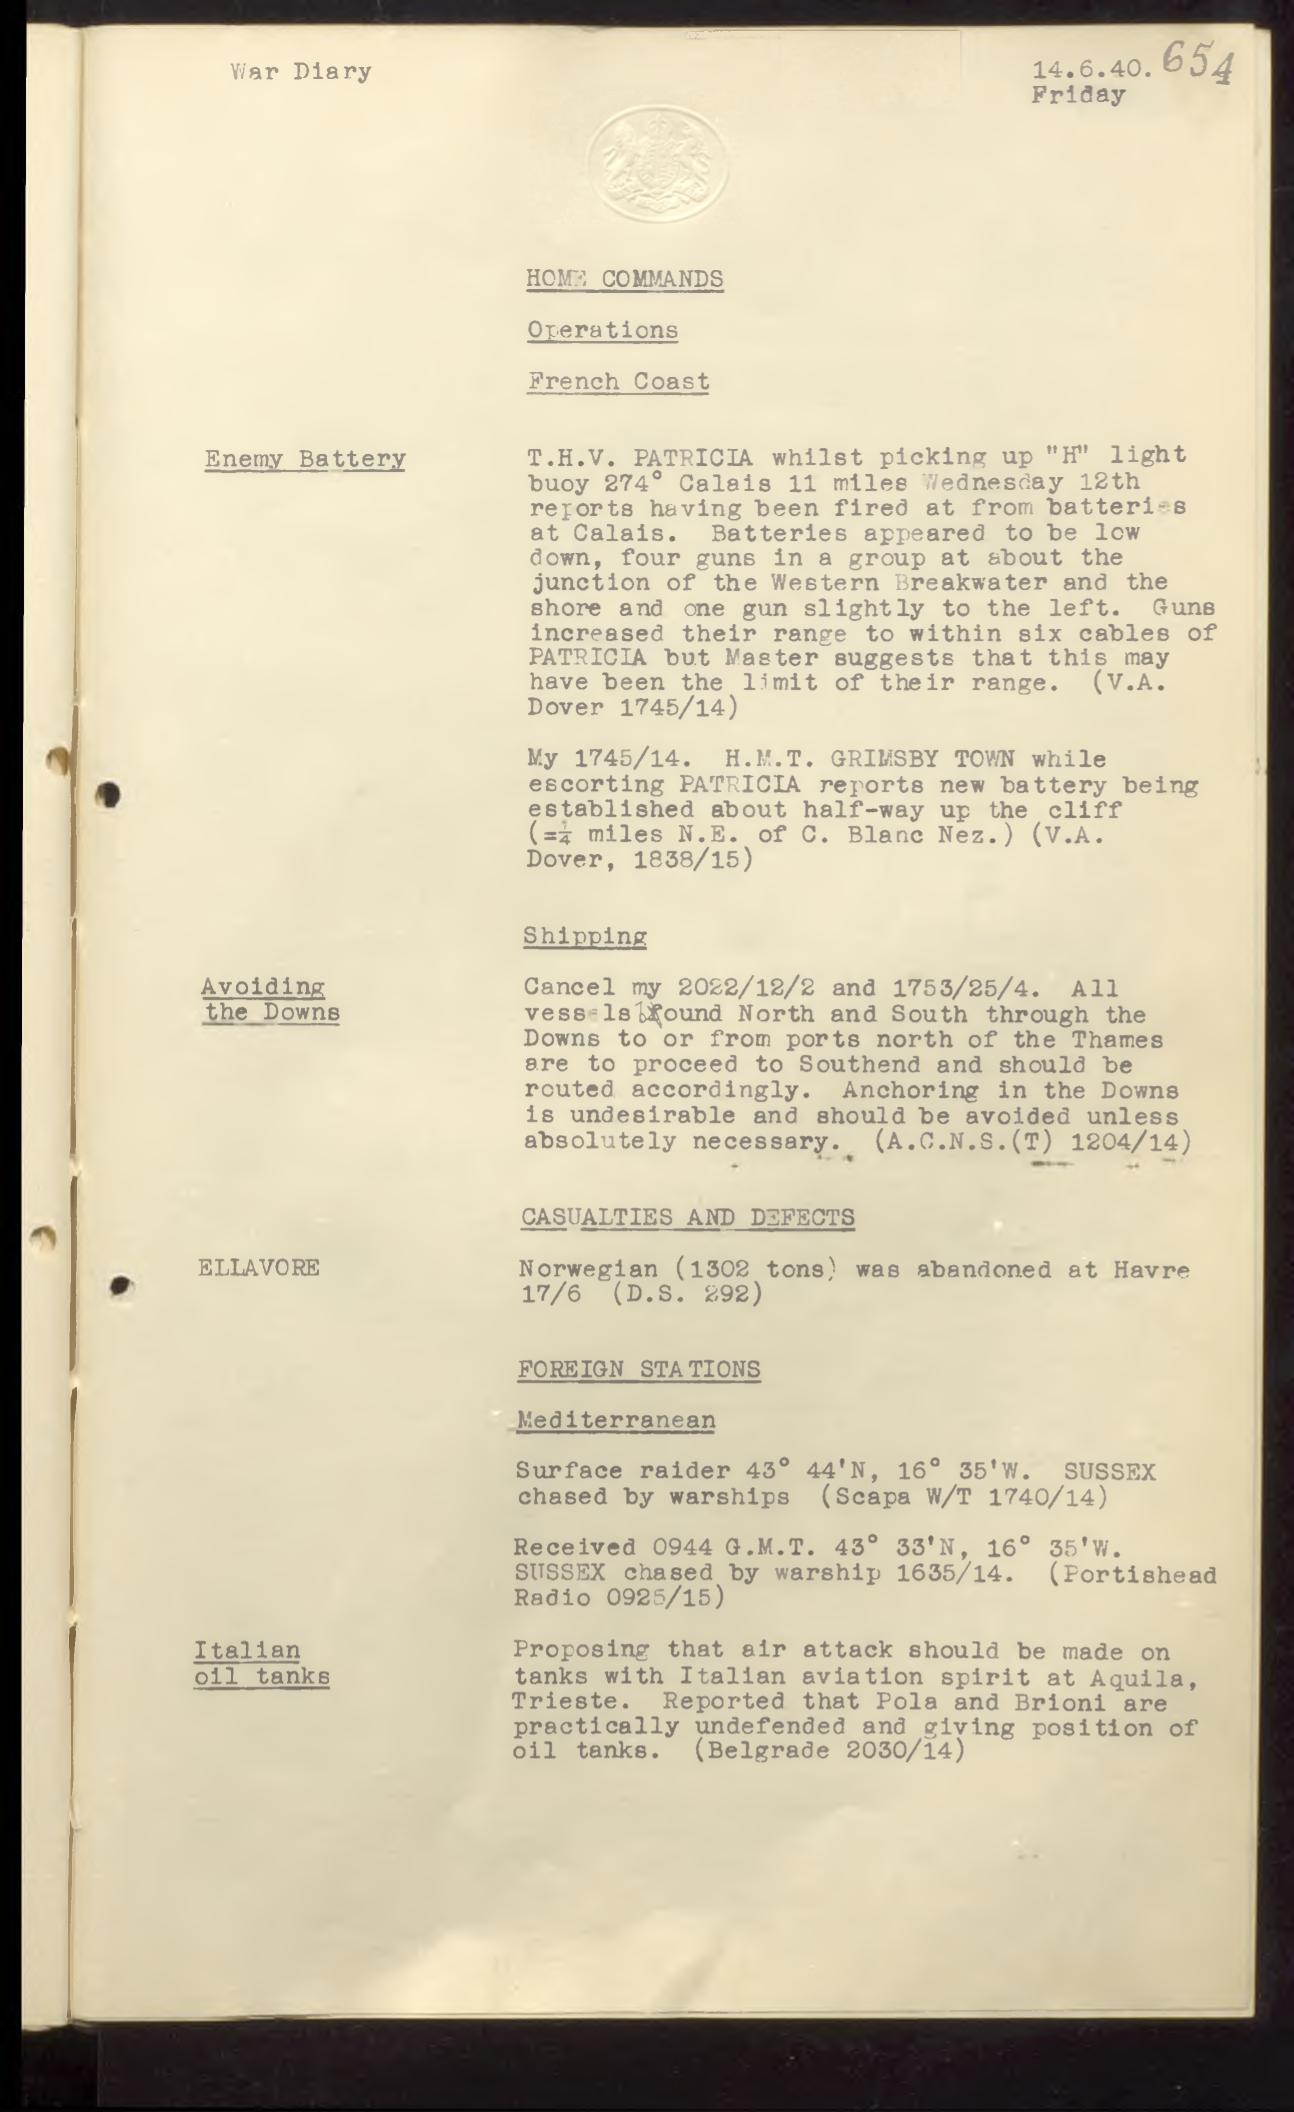 War Diary
14.6.40. 654
Friday
HOME COMMANDS
Operations
French Coast
Enemy Battery
T.H.V. PATRICIA whilst picking up "H" light
buoy 274° Calais 11 miles Wednesday 12th
reports having been fired at from batteries
at Calais.  Batteries appeared to be low
down, four guns in a group at about the
junction of the Western Breakwater and the
shore and one gun slightly to the left.  Guns
increased their range to within six cables of
PATRICIA but Master suggests that this may
have been the limit of their range.  (V.A.
Dover 1745/14)
My 1745/14.  H.M.T. GRIMSBY TOWN while
escorting PATRICIA reports new battery being
established about half-way up the cliff
miles N.E. of C. Blanc Nez.) (V.A.
Dover, 1838/15)
Shipping
Avoiding
the Downs
Cancel my 2022/12/2 and 1753/25/4.  All
vessels bound North and South through the
Downs to or from ports north of the Thames
are to proceed to Southend and should be
routed accordingly.  Anchoring in the Downs
is undesirable and should be avoided unless
absolutely necessary.  (A.C.N.S.(T) 1204/14)
CASUALTIES AND DEFECTS
ELLAVORE
Norwegian (1302 tons) was abandoned at Havre
17/6  (D.S. 292)
FOREIGN STATIONS
Mediterranean
Surface raider 43° 44'N, 16° 35'W.  SUSSEX
chased by warships  (Scapa W/T 1740/14)
Received 0944 G.M.T. 43° 33'N, 16° 35'W.
SUSSEX chased by warship 1635/14.  (Portishead
Radio 0925/15)
Italian
oil tanks
Proposing that air attack should be made on
tanks with Italian aviation spirit at Aquila,
Trieste.  Reported that Pola and Brioni are
practically undefended and giving position of
oil tanks.  (Belgrade 2030/14)